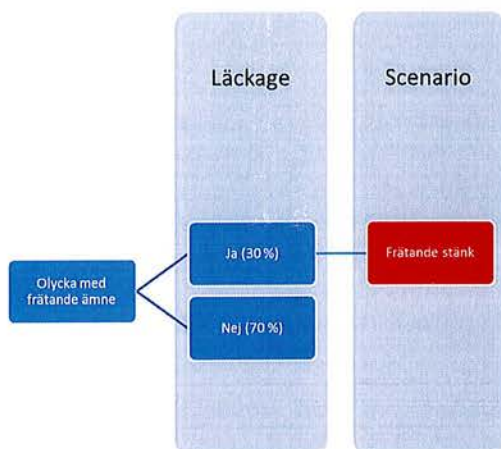 Läckage
Scenario
Ja (30 %)
Frätande stänk
Olycka med
frätande ämne
Nej (70 %)